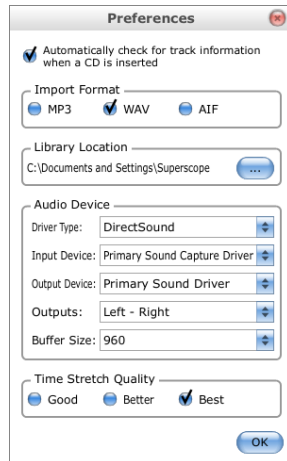 Preferences
Automatically check for track information
when a CD is inserted
Import Format
MP3 WAV AIF
Library Location
C:\Documents and Settings\Superscope ...
Audio Device
Driver Type: DirectSound
Input Device: Primary Sound Capture Driver
Output Device: Primary Sound Driver
Outputs: Left - Right
Buffer Size: 960
Time Stretch Quality
Good Better Best
OK